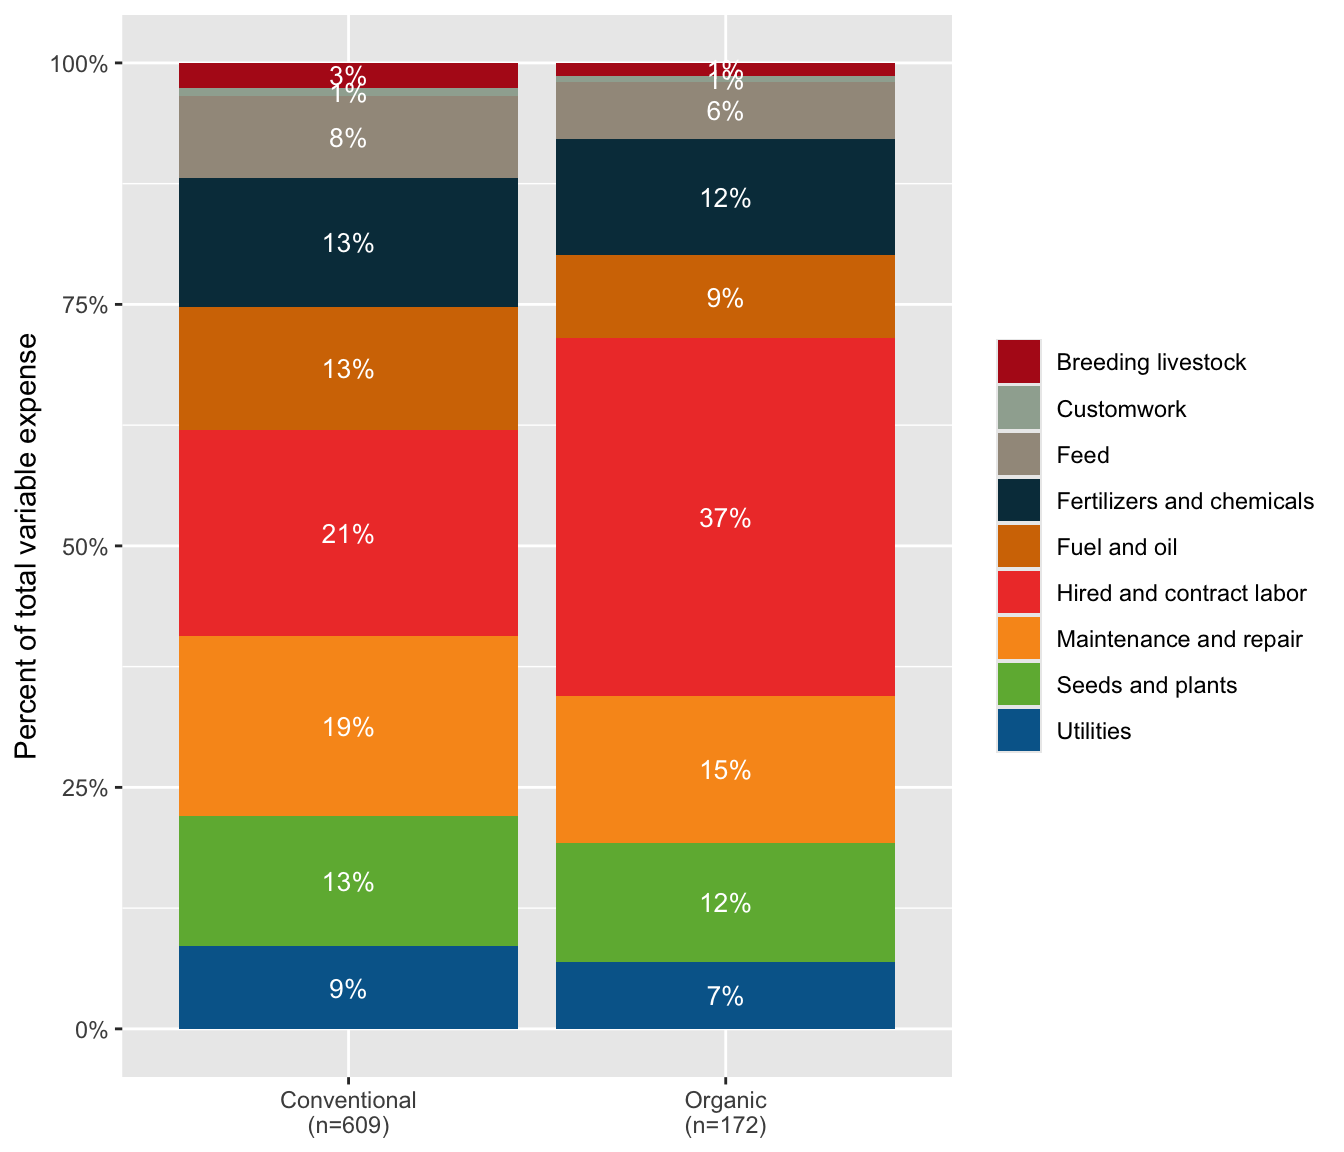 Percent of total variable expense
100%
75%
50%
25%
0%
3%
1%
8%
13%
13%
21%
19%
13%
9%
1%
1%
6%
12%
9%
37%
15%
12%
7%
Conventional
(n=609)
Organic
(n=172)
Breeding livestock
Customwork
Feed
Fertilizers and chemicals
Fuel and oil
Hired and contract labor
Maintenance and repair
Seeds and plants
Utilities